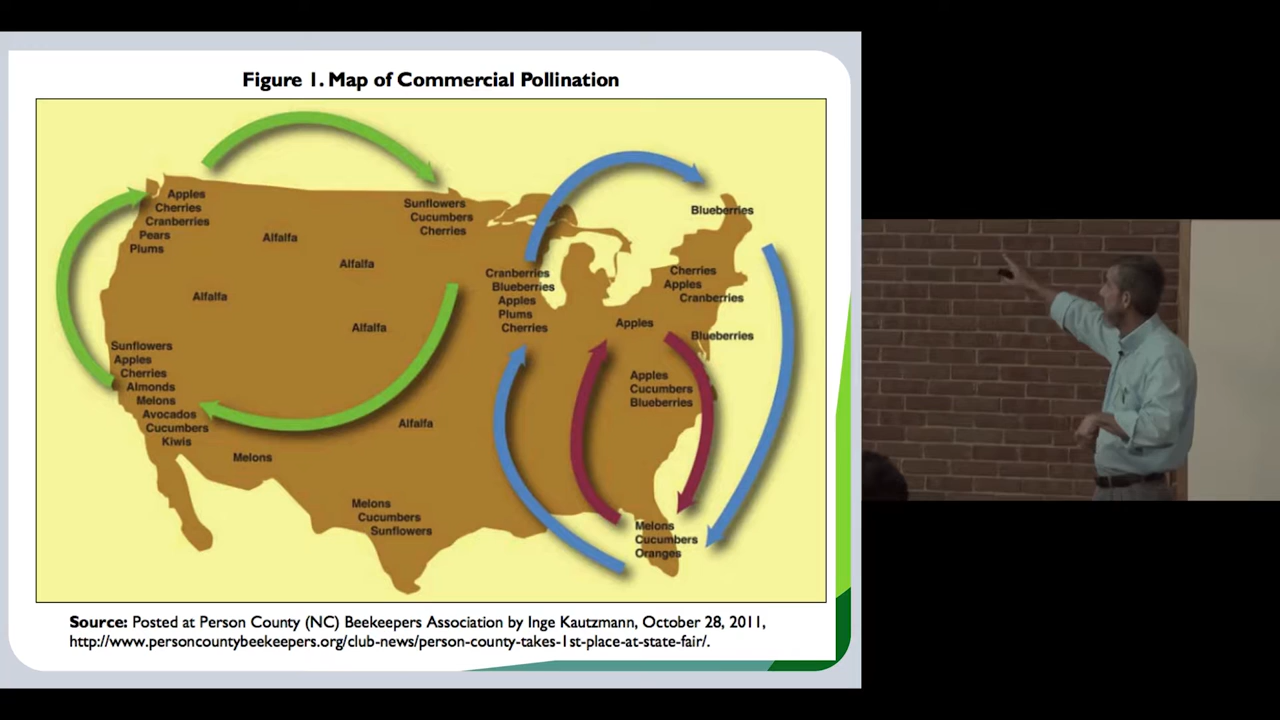 Figure 1. Map of Commercial Pollination
Apples
Cherries
Cranberries
Pears
Plums
Alfalfa
Alfalfa
Alfalfa
Alfalfa
Sunflowers
Cucumbers
Cherries
Blueberries
Cranberries
Blueberries
Apples
Plums
Cherries
Cherries
Apples
Cranberries
Apples
Blueberries
Sunflowers
Apples
Cherries
Almonds
Melons
Avocados
Cucumbers
Kiwis
Apples
Cucumbers
Blueberries
Alfalfa
Melons
Melons
Cucumbers
Sunflowers
Melons
Cucumbers
Oranges
Source: Posted at Person County (NC) Beekeepers Association by Inge Kautzmann, October 28, 2011,
http://www.personcountybeekeepers.org/club-news/person-county-takes-1st-place-at-state-fair/.